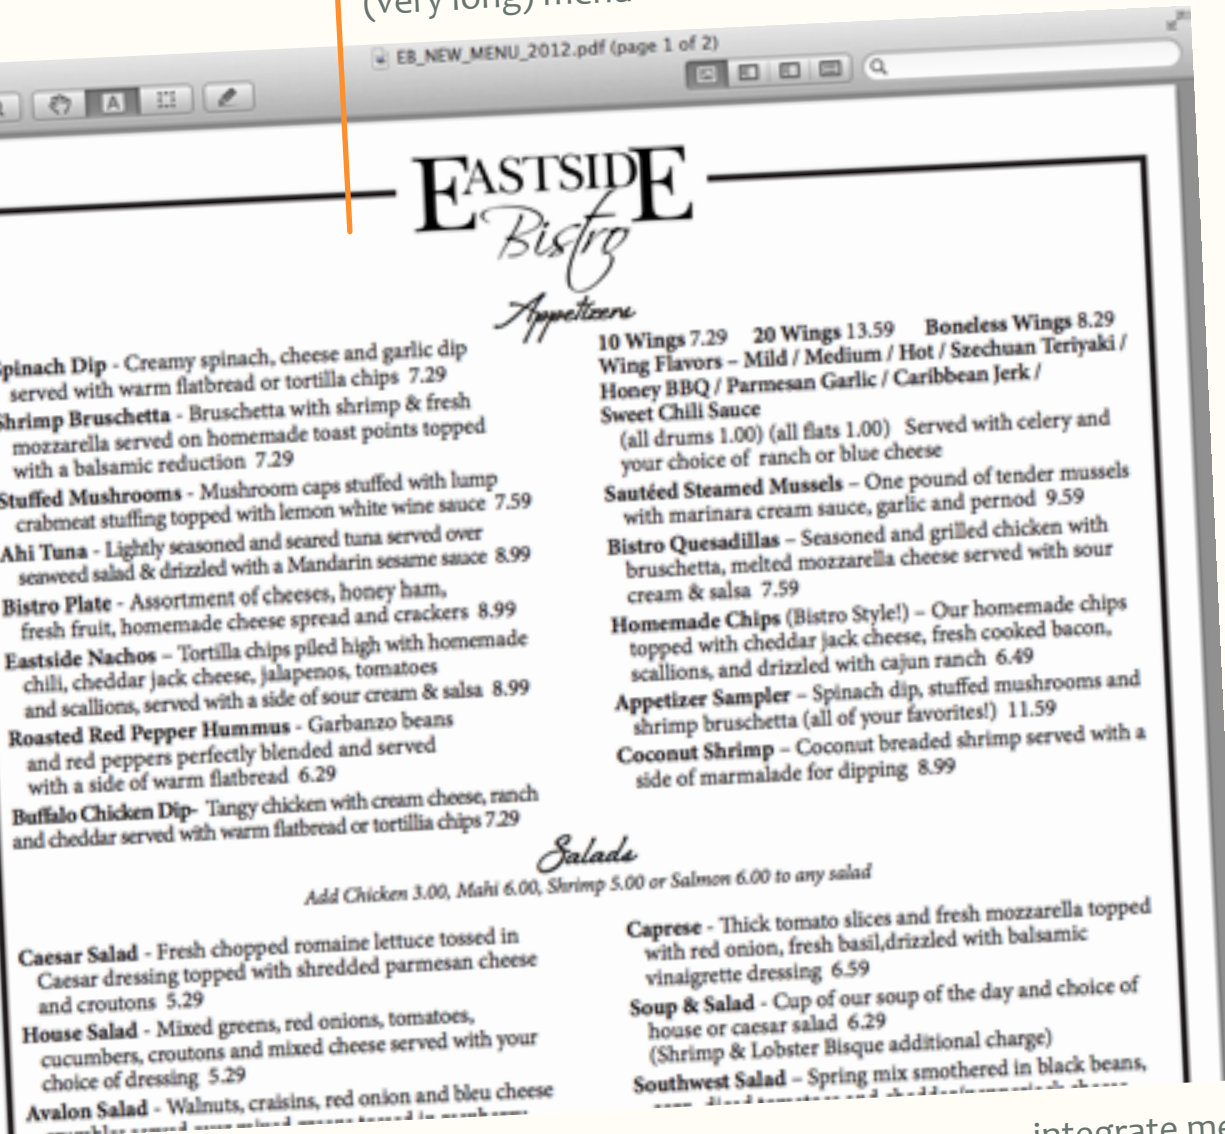 (very long) menu
EB_NEW_MENU_2012.pdf (page 1 of 2)
A
EASTSIDE
Bistro
Appetizers
Spinach Dip - Creamy spinach, cheese and garlic dip
served with warm flatbread or tortilla chips 7.29
Shrimp Bruschetta - Bruschetta with shrimp & fresh
mozzarella served on homemade toast points topped
with a balsamic reduction 7.29
Stuffed Mushrooms - Mushroom caps stuffed with lump
crabmeat stuffing topped with lemon white wine sauce 7.59
Ahi Tuna - Lightly seasoned and seared tuna served over
seaweed salad & drizzled with a Mandarin sesame sauce 8.99
Bistro Plate - Assortment of cheeses, honey ham,
fresh fruit, homemade cheese spread and crackers 8.99
Eastside Nachos – Tortilla chips piled high with homemade
chili, cheddar jack cheese, jalapenos, tomatoes
and scallions, served with a side of sour cream & salsa 8.99
Roasted Red Pepper Hummus - Garbanzo beans
and red peppers perfectly blended and served
with a side of warm flatbread 6.29
Buffalo Chicken Dip- Tangy chicken with cream cheese, ranch
and cheddar served with warm flatbread or tortillia chips 7.29
10 Wings 7.29 20 Wings 13.59 Boneless Wings 8.29
Wing Flavors – Mild / Medium / Hot / Szechuan Teriyaki /
Honey BBQ / Parmesan Garlic / Caribbean Jerk /
Sweet Chili Sauce
(all drums 1.00) (all flats 1.00) Served with celery and
your choice of ranch or blue cheese
Sautéed Steamed Mussels – One pound of tender mussels
with marinara cream sauce, garlic and pernod 9.59
Bistro Quesadillas – Seasoned and grilled chicken with
bruschetta, melted mozzarella cheese served with sour
cream & salsa 7.59
Homemade Chips (Bistro Style!) – Our homemade chips
topped with cheddar jack cheese, fresh cooked bacon,
scallions, and drizzled with cajun ranch 6.49
Appetizer Sampler – Spinach dip, stuffed mushrooms and
shrimp bruschetta (all of your favorites!) 11.59
Coconut Shrimp – Coconut breaded shrimp served with a
side of marmalade for dipping 8.99
Salads
Add Chicken 3.00, Mahi 6.00, Shrimp 5.00 or Salmon 6.00 to any salad
Caesar Salad - Fresh chopped romaine lettuce tossed in
Caesar dressing topped with shredded parmesan cheese
and croutons 5.29
House Salad - Mixed greens, red onions, tomatoes,
cucumbers, croutons and mixed cheese served with your
choice of dressing 5.29
Avalon Salad - Walnuts, craisins, red onion and bleu cheese
Caprese - Thick tomato slices and fresh mozzarella topped
with red onion, fresh basil,drizzled with balsamic
vinaigrette dressing 6.59
Soup & Salad - Cup of our soup of the day and choice of
house or caesar salad 6.29
(Shrimp & Lobster Bisque additional charge)
Southwest Salad – Spring mix smothered in black beans,
integrate